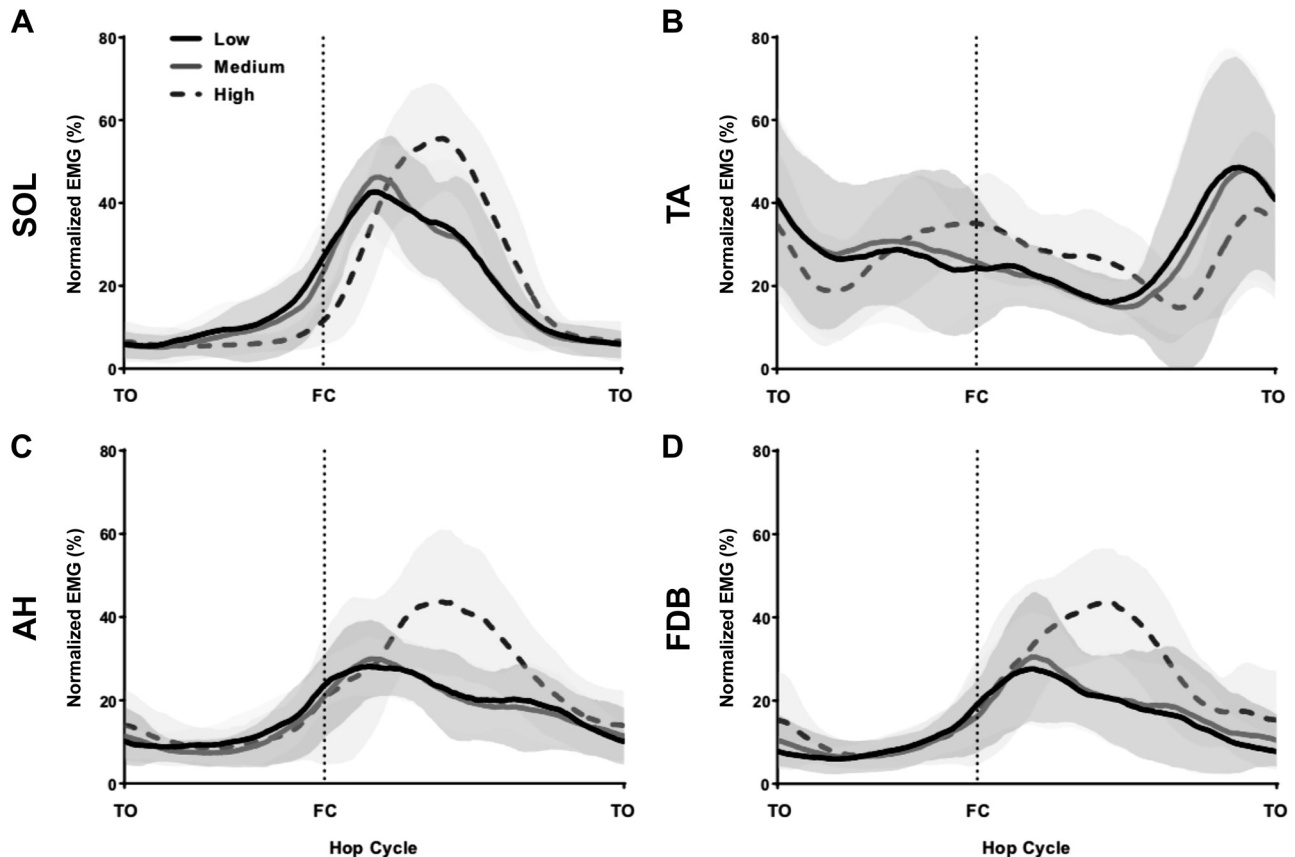 A
SOL
Normalized EMG (%)
80
60
40
20
0
Low
Medium
High
TO
FC
TO
B
TA
Normalized EMG (%)
80
60
40
20
0
TO
FC
TO
C
AH
Normalized EMG (%)
80
60
40
20
0
TO
FC
TO
Hop Cycle
D
FDB
Normalized EMG (%)
80
60
40
20
0
TO
FC
TO
Hop Cycle